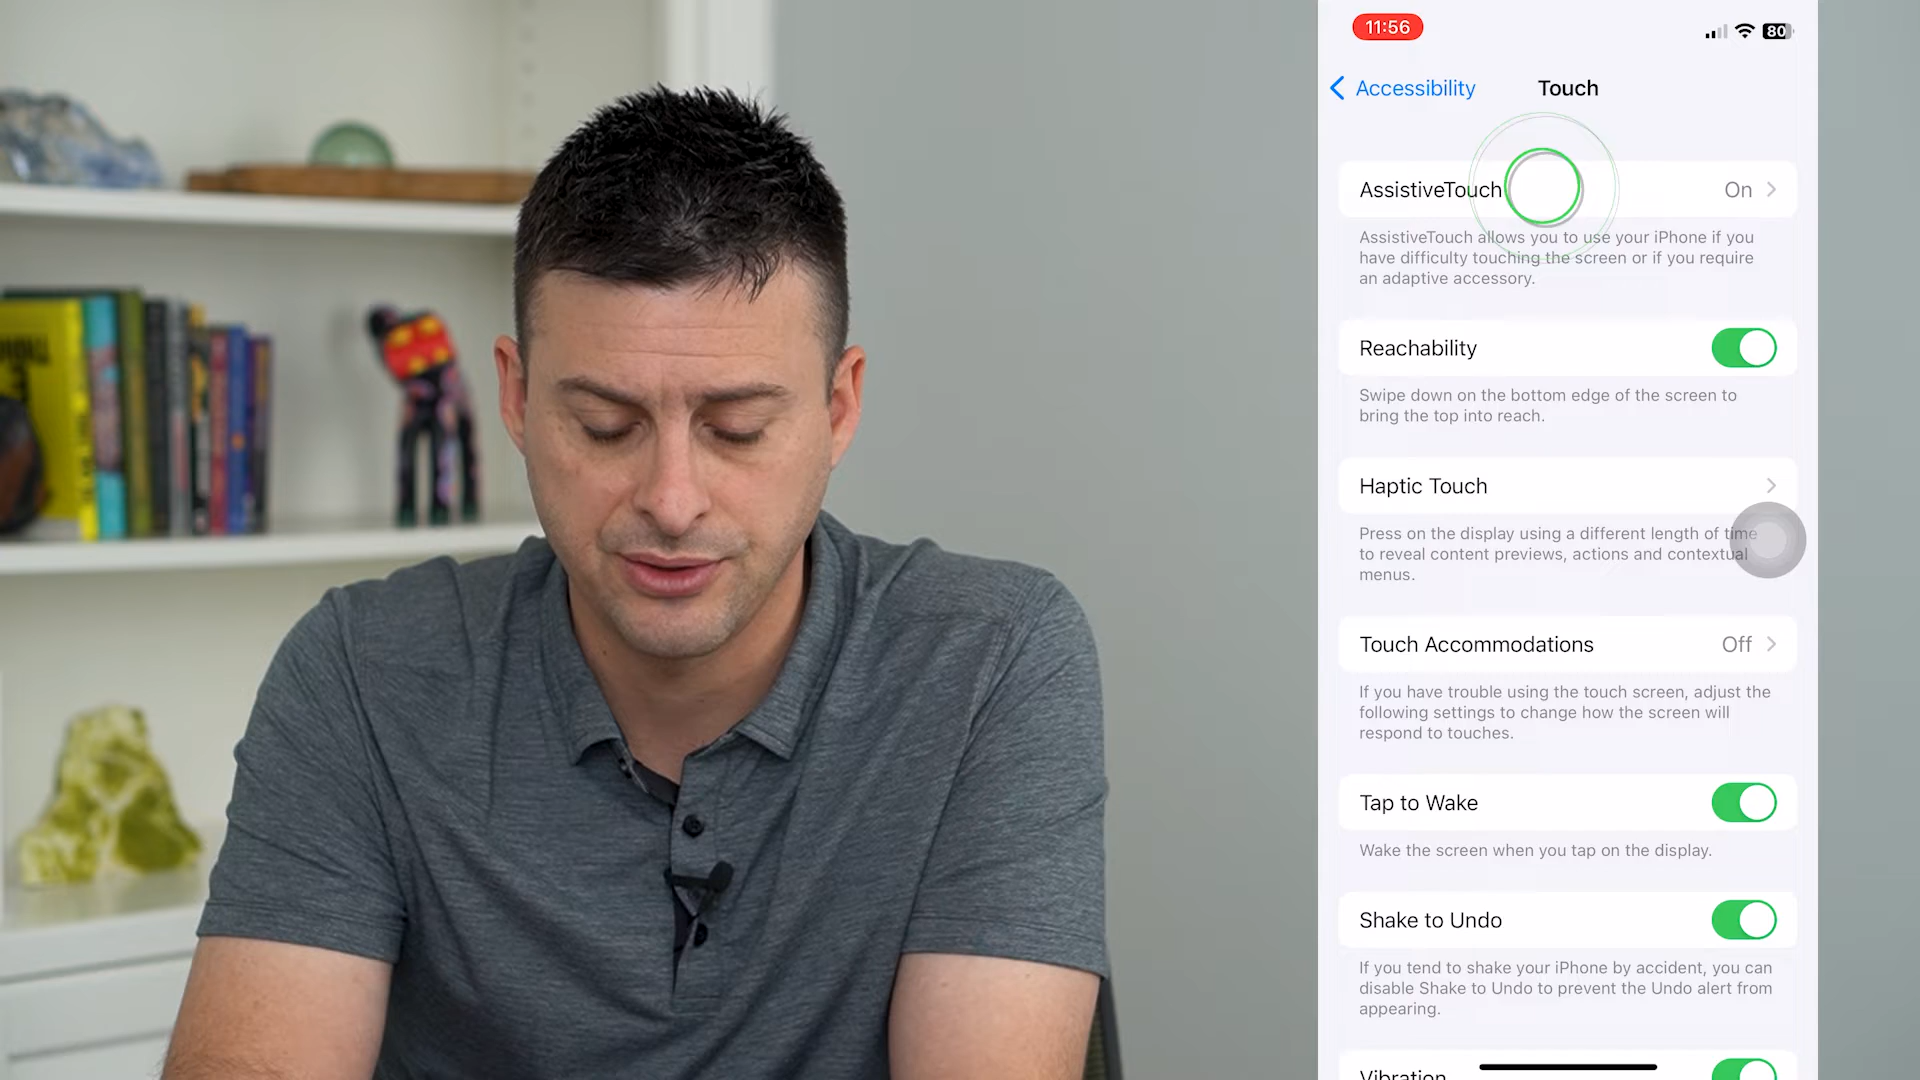 11:56
80
Accessibility
Touch
AssistiveTouch
On
AssistiveTouch allows you to use your iPhone if you
have difficulty touching the screen or if you require
an adaptive accessory.
Reachability
Swipe down on the bottom edge of the screen to
bring the top into reach.
Haptic Touch
Press on the display using a different length of time
to reveal content previews, actions and contextual
menus.
Touch Accommodations
Off
If you have trouble using the touch screen, adjust the
following settings to change how the screen will
respond to touches.
Tap to Wake
Wake the screen when you tap on the display.
Shake to Undo
If you tend to shake your iPhone by accident, you can
disable Shake to Undo to prevent the Undo alert from
appearing.
Vibration